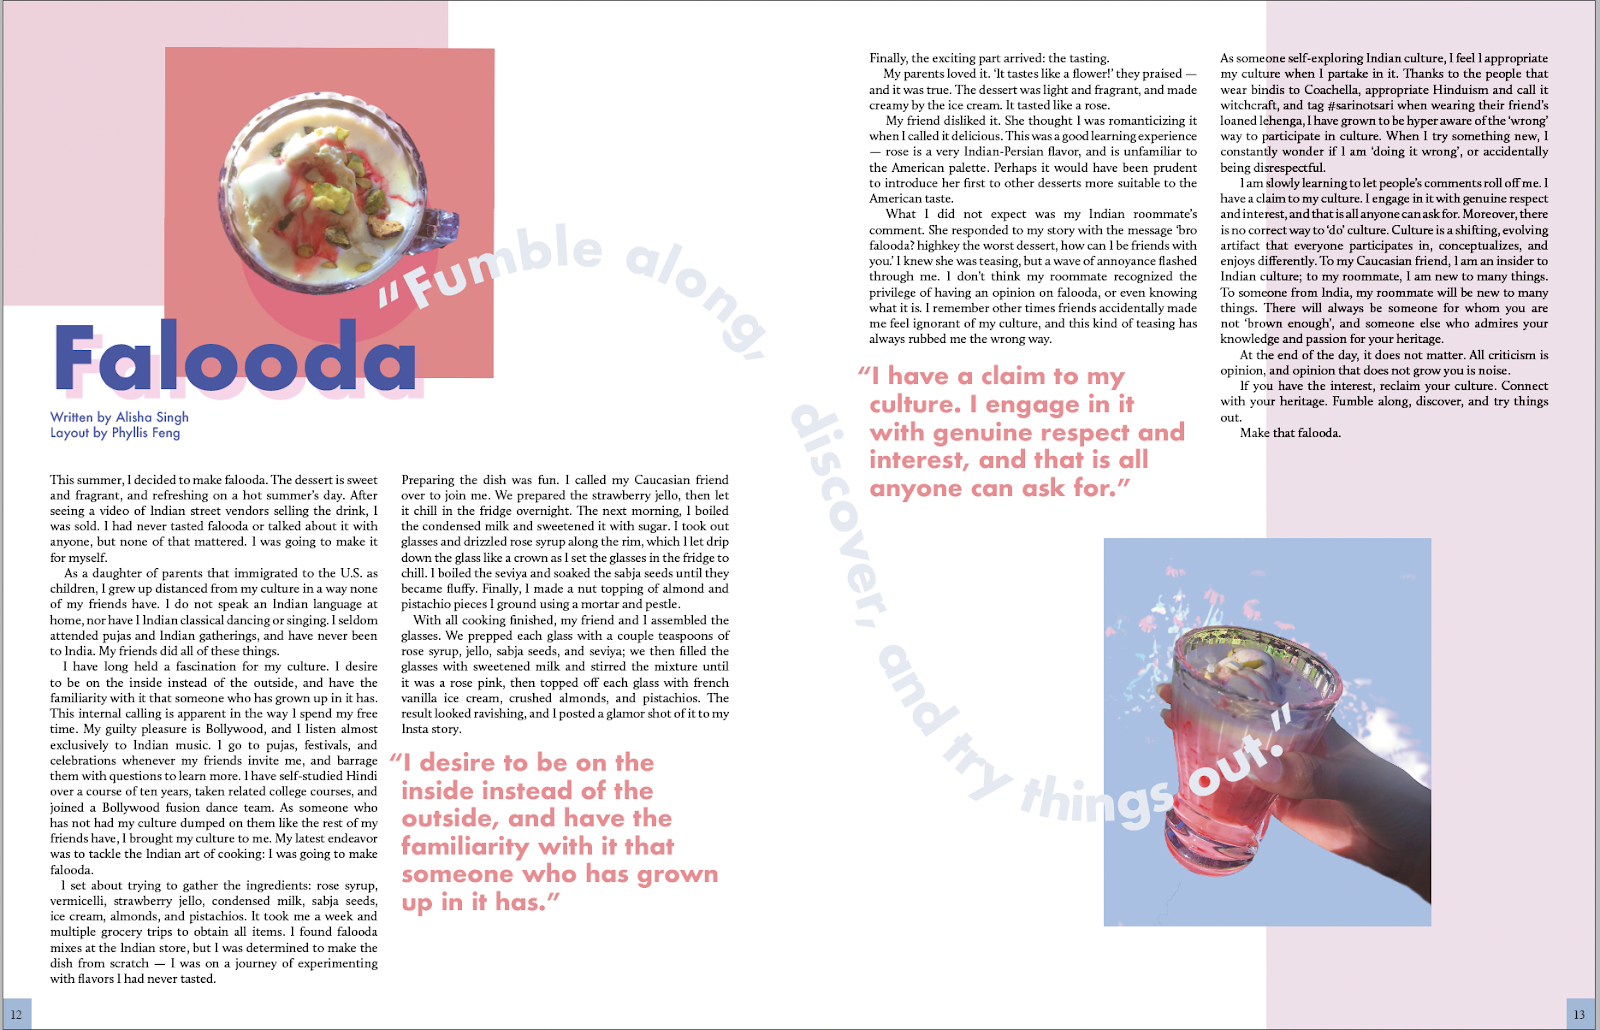 Falooda
Written by Alisha Singh
Layout by Phyllis Feng
This summer, I decided to make falooda. The dessert is sweet
and fragrant, and refreshing on a hot summer's day. After
seeing a video of Indian street vendors selling the drink, I
was sold. I had never tasted falooda or talked about it with
anyone, but none of that mattered. I was going to make it
for myself.
As a daughter of parents that immigrated to the U.S. as
children, I grew up distanced from my culture in a way none
of my friends have. I do not speak an Indian language at
home, nor have I Indian classical dancing or singing. I seldom
attended pujas and Indian gatherings, and have never been
to India. My friends did all of these things.
I have long held a fascination for my culture. I desire
to be on the inside instead of the outside, and have the
familiarity with it that someone who has grown up in it has.
This internal calling is apparent in the way I spend my free
time. My guilty pleasure is Bollywood, and I listen almost
exclusively to Indian music. I go to pujas, festivals, and
celebrations whenever my friends invite me, and barrage
them with questions to learn more. I have self-studied Hindi
over a course of ten years, taken related college courses, and
joined a Bollywood fusion dance team. As someone who
has not had my culture dumped on them like the rest of my
friends have, I brought my culture to me. My latest endeavor
was to tackle the Indian art of cooking: I was going to make
falooda.
I set about trying to gather the ingredients: rose syrup,
vermicelli, strawberry jello, condensed milk, sabja seeds,
ice cream, almonds, and pistachios. It took me a week and
multiple grocery trips to obtain all items. I found falooda
mixes at the Indian store, but I was determined to make the
dish from scratch — I was on a journey of experimenting
with flavors I had never tasted.
Preparing the dish was fun. I called my Caucasian friend
over to join me. We prepared the strawberry jello, then let
it chill in the fridge overnight. The next morning, I boiled
the condensed milk and sweetened it with sugar. I took out
glasses and drizzled rose syrup along the rim, which I let drip
down the glass like a crown as I set the glasses in the fridge to
chill. I boiled the seviya and soaked the sabja seeds until they
became fluffy. Finally, I made a nut topping of almond and
pistachio pieces I ground using a mortar and pestle.
With all cooking finished, my friend and I assembled the
glasses. We prepped each glass with a couple teaspoons of
rose syrup, jello, sabja seeds, and seviya; we then filled the
glasses with sweetened milk and stirred the mixture until
it was a rose pink, then topped off each glass with french
vanilla ice cream, crushed almonds, and pistachios. The
result looked ravishing, and I posted a glamor shot of it to my
Insta story.
“I desire to be on the
inside instead of the
outside, and have the
familiarity with it that
someone who has grown
up in it has.”
“Fumble along,
discover, and try things out.”
Finally, the exciting part arrived: the tasting.
My parents loved it. ‘It tastes like a flower!’ they praised —
and it was true. The dessert was light and fragrant, and made
creamy by the ice cream. It tasted like a rose.
My friend disliked it. She thought I was romanticizing it
when I called it delicious. This was a good learning experience
— rose is a very Indian-Persian flavor, and is unfamiliar to
the American palette. Perhaps it would have been prudent
to introduce her first to other desserts more suitable to the
American taste.
What I did not expect was my Indian roommate's
comment. She responded to my story with the message ‘bro
falooda? highkey the worst dessert, how can I be friends with
you.’ I knew she was teasing, but a wave of annoyance flashed
through me. I don't think my roommate recognized the
privilege of having an opinion on falooda, or even knowing
what it is. I remember other times friends accidentally made
me feel ignorant of my culture, and this kind of teasing has
always rubbed me the wrong way.
“I have a claim to my
culture. I engage in it
with genuine respect and
interest, and that is all
anyone can ask for.”
As someone self-exploring Indian culture, I feel I appropriate
my culture when I partake in it. Thanks to the people that
wear bindis to Coachella, appropriate Hinduism and call it
witchcraft, and tag #sarinotsari when wearing their friend's
loaned lehenga, I have grown to be hyper aware of the ‘wrong’
way to participate in culture. When I try something new, I
constantly wonder if I am ‘doing it wrong’, or accidentally
being disrespectful.
I am slowly learning to let people's comments roll off me. I
have a claim to my culture. I engage in it with genuine respect
and interest, and that is all anyone can ask for. Moreover, there
is no correct way to ‘do’ culture. Culture is a shifting, evolving
artifact that everyone participates in, conceptualizes, and
enjoys differently. To my Caucasian friend, I am an insider to
Indian culture; to my roommate, I am new to many things.
To someone from India, my roommate will be new to many
things. There will always be someone for whom you are
not ‘brown enough’, and someone else who admires your
knowledge and passion for your heritage.
At the end of the day, it does not matter. All criticism is
opinion, and opinion that does not grow you is noise.
If you have the interest, reclaim your culture. Connect
with your heritage. Fumble along, discover, and try things
out.
Make that falooda.
12
13